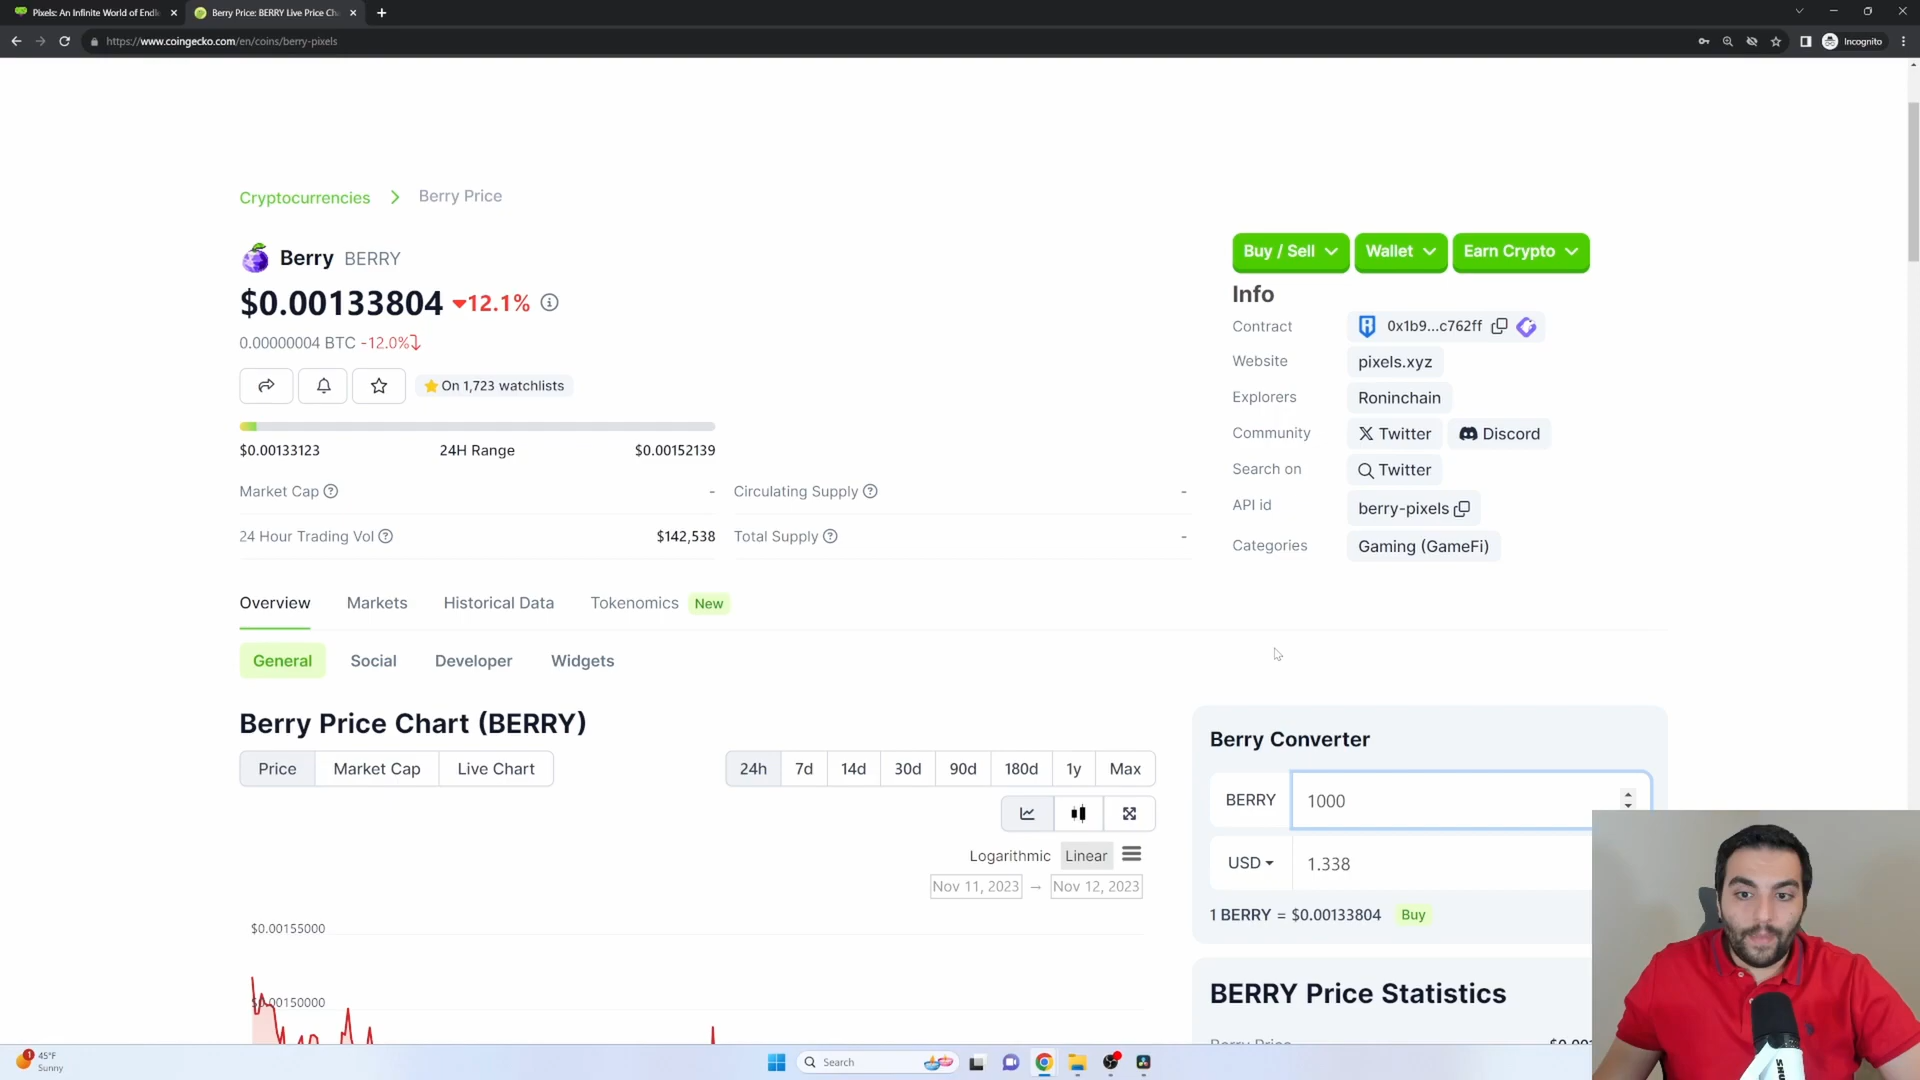 Pixels: An Infinite World of Endl
Berry Price: BERRY Live Price Ch
https://www.coingecko.com/en/coins/berry-pixels
Incognito
Cryptocurrencies > Berry Price
Berry BERRY
$0.00133804 12.1%
0.00000004 BTC -12.0%
On 1,723 watchlists
$0.00133123 24H Range $0.00152139
Market Cap - Circulating Supply -
24 Hour Trading Vol $142,538 Total Supply -
Buy / Sell Wallet Earn Crypto
Info
Contract 0x1b9...c762ff
Website pixels.xyz
Explorers Roninchain
Community X Twitter Discord
Search on Twitter
API id berry-pixels
Categories Gaming (GameFi)
Overview Markets Historical Data Tokenomics New
General Social Developer Widgets
Berry Price Chart (BERRY)
Price Market Cap Live Chart
24h 7d 14d 30d 90d 180d 1y Max
Logarithmic Linear
Nov 11, 2023 → Nov 12, 2023
$0.00155000
$0.00150000
Berry Converter
BERRY 1000
USD 1.338
1 BERRY = $0.00133804 Buy
BERRY Price Statistics
Berry Price
45°F
Sunny
Search